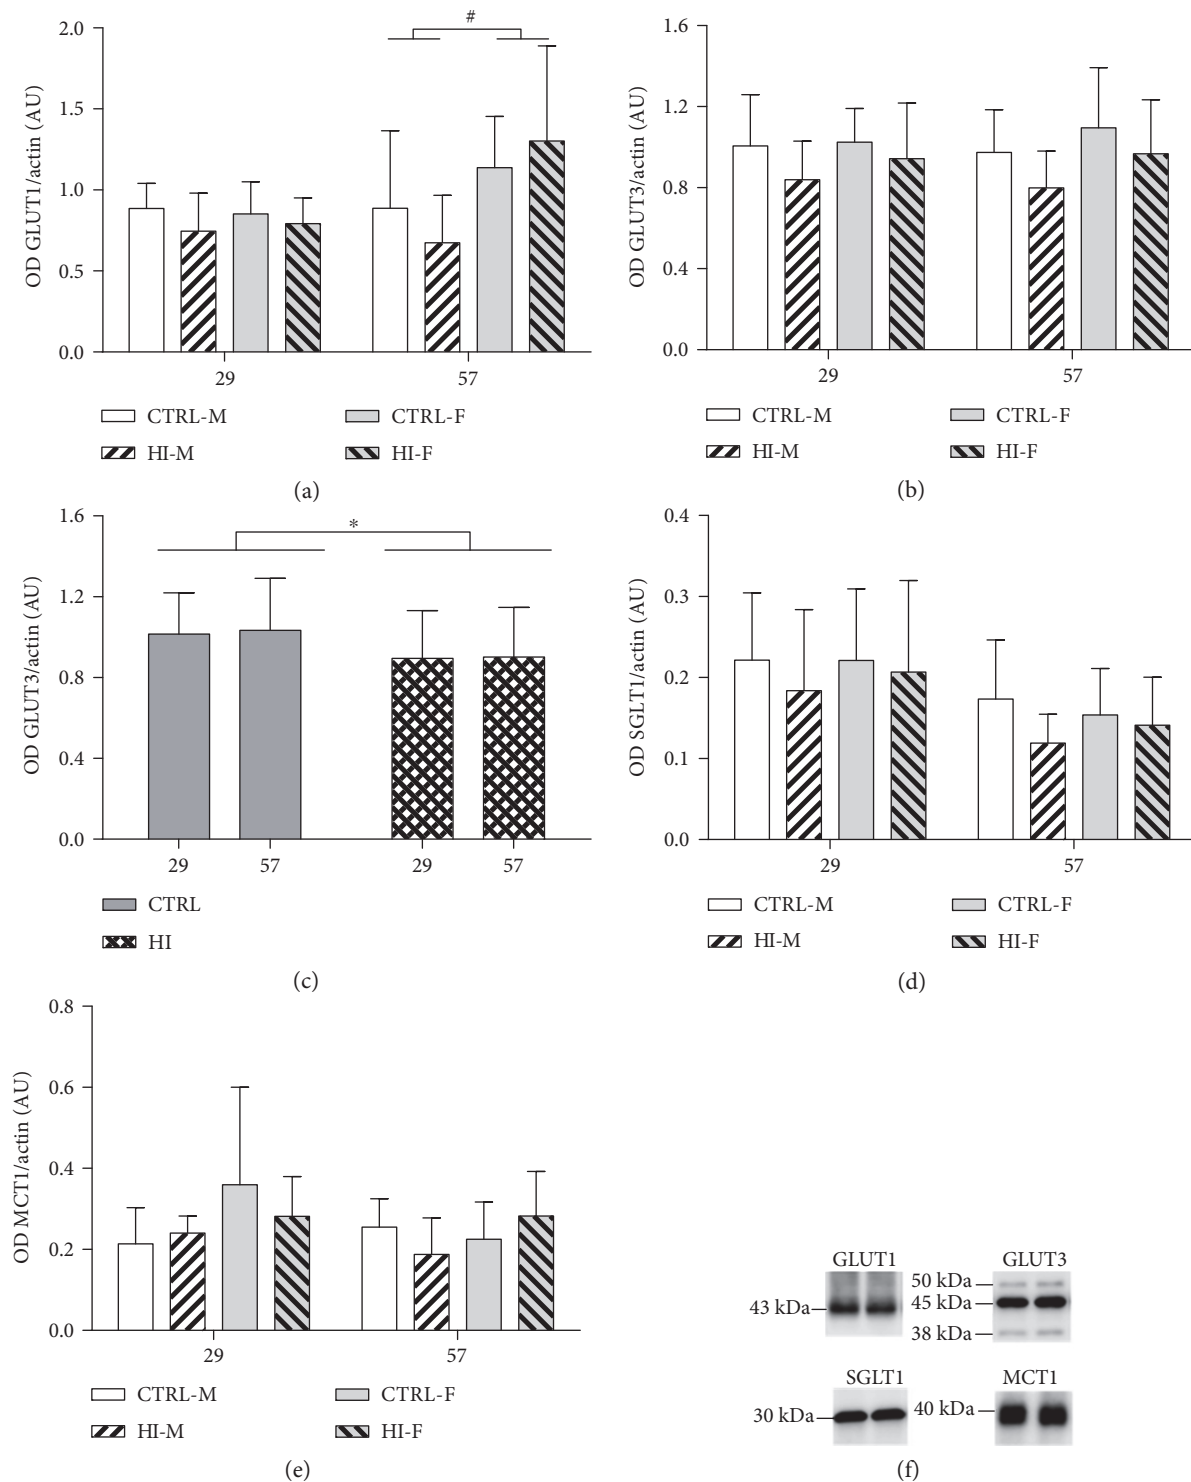 #
2.0
1.5
1.0
0.5
0.0
OD GLUT1/actin (AU)
29
57
CTRL-M
CTRL-F
HI-M
HI-F
(a)
1.6
1.2
0.8
0.4
0.0
OD GLUT3/actin (AU)
29
57
CTRL-M
CTRL-F
HI-M
HI-F
(b)
*
1.6
1.2
0.8
0.4
0.0
OD GLUT3/actin (AU)
29
57
29
57
CTRL
HI
(c)
0.4
0.3
0.2
0.1
0.0
OD SGLT1/actin (AU)
29
57
CTRL-M
CTRL-F
HI-M
HI-F
(d)
0.8
0.6
0.4
0.2
0.0
OD MCT1/actin (AU)
29
57
CTRL-M
CTRL-F
HI-M
HI-F
(e)
GLUT1
43 kDa
GLUT3
50 kDa
45 kDa
38 kDa
SGLT1
30 kDa
MCT1
40 kDa
(f)